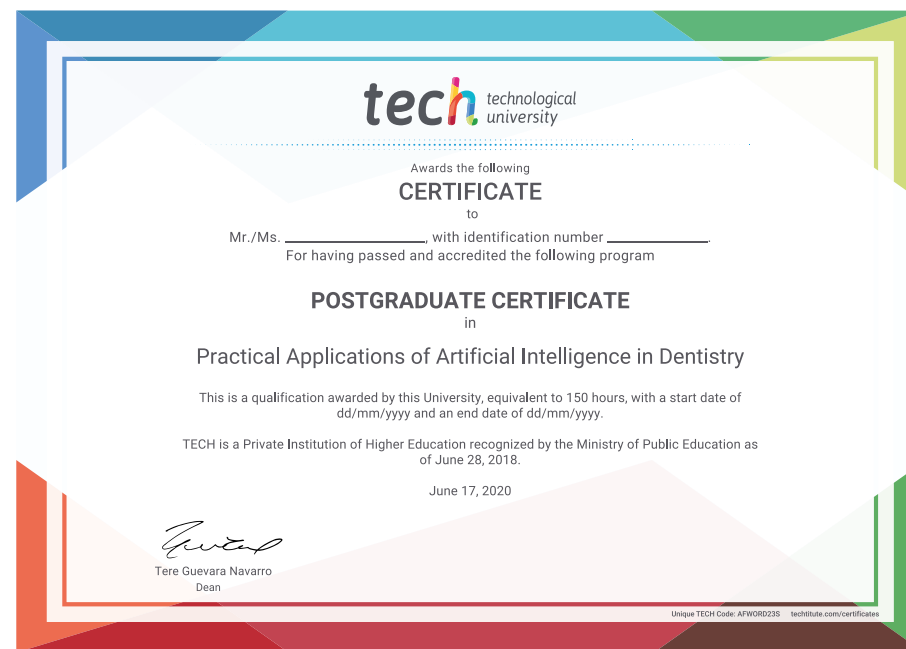 tech technological
university
Awards the following
CERTIFICATE
to
Mr./Ms. ____________________, with identification number ______________.
For having passed and accredited the following program
POSTGRADUATE CERTIFICATE
in
Practical Applications of Artificial Intelligence in Dentistry
This is a qualification awarded by this University, equivalent to 150 hours, with a start date of
dd/mm/yyyy and an end date of dd/mm/yyyy.
TECH is a Private Institution of Higher Education recognized by the Ministry of Public Education as
of June 28, 2018.
June 17, 2020
Tere Guevara Navarro
Dean
Unique TECH Code: AFWORD23S techtitute.com/certificates